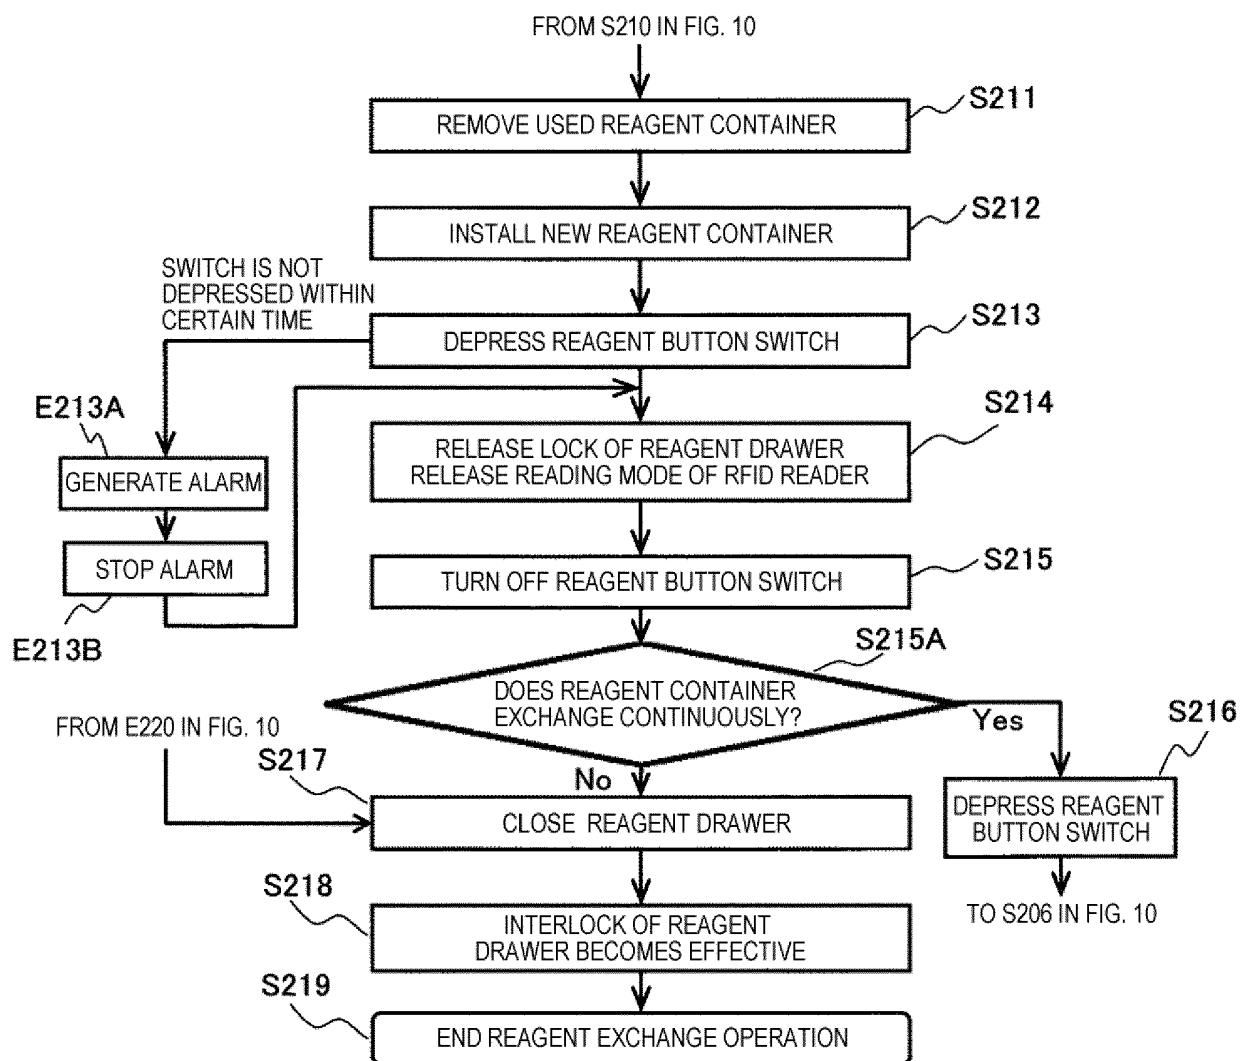 FROM S210 IN FIG. 10
S211
REMOVE USED REAGENT CONTAINER
S212
INSTALL NEW REAGENT CONTAINER
SWITCH IS NOT
DEPRESSED WITHIN
CERTAIN TIME
S213
DEPRESS REAGENT BUTTON SWITCH
E213A
GENERATE ALARM
STOP ALARM
E213B
S214
RELEASE LOCK OF REAGENT DRAWER
RELEASE READING MODE OF RFID READER
S215
TURN OFF REAGENT BUTTON SWITCH
S215A
DOES REAGENT CONTAINER
EXCHANGE CONTINUOUSLY?
Yes
S216
DEPRESS REAGENT
BUTTON SWITCH
TO S206 IN FIG. 10
FROM E220 IN FIG. 10
No
S217
CLOSE REAGENT DRAWER
S218
INTERLOCK OF REAGENT
DRAWER BECOMES EFFECTIVE
S219
END REAGENT EXCHANGE OPERATION